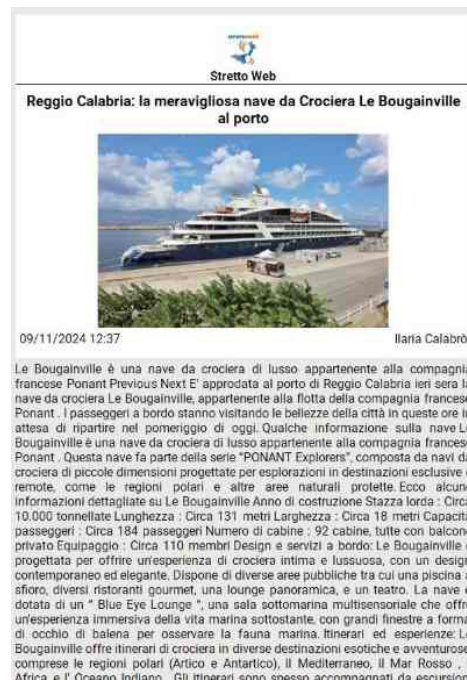 Stretto Web
Reggio Calabria: la meravigliosa nave da Crociera Le Bougainville
al porto
09/11/2024 12:37
Ilaria Calabrò
Le Bougainville è una nave da crociera di lusso appartenente alla compagnia
francese Ponant Previous Next E' approdata al porto di Reggio Calabria ieri sera la
nave da crociera Le Bougainville, appartenente alla flotta della compagnia francese
Ponant . I passeggeri a bordo stanno visitando le bellezze della città in queste ore in
attesa di ripartire nel pomeriggio di oggi. Qualche informazione sulla nave Le
Bougainville è una nave da crociera di lusso appartenente alla compagnia francese
Ponant . Questa nave fa parte della serie "PONANT Explorers", composta da navi da
crociera di piccole dimensioni progettate per esplorazioni in destinazioni esclusive e
remote, come le regioni polari e altre aree naturali protette. Ecco alcune
informazioni dettagliate su Le Bougainville Anno di costruzione Stazza lorda : Circa
10.000 tonnellate Lunghezza : Circa 131 metri Larghezza : Circa 18 metri Capacità
passeggeri : Circa 184 passeggeri Numero di cabine : 92 cabine, tutte con balcone
privato Equipaggio : Circa 110 membri Design e servizi a bordo: Le Bougainville è
progettata per offrire un'esperienza di crociera intima e lussuosa, con un design
contemporaneo ed elegante. Dispone di diverse aree pubbliche tra cui una piscina a
sfioro, diversi ristoranti gourmet, una lounge panoramica, e un teatro. La nave è
dotata di un " Blue Eye Lounge ", una sala sottomarina multisensoriale che offre
un'esperienza immersiva della vita marina sottostante, con grandi finestre a forma
di occhio di balena per osservare la fauna marina. Itinerari ed esperienze: Le
Bougainville offre itinerari di crociera in diverse destinazioni esotiche e avventurose,
comprese le regioni polari (Artico e Antartico), il Mediterraneo, il Mar Rosso ,
Africa e l' Oceano Indiano . Gli itinerari sono spesso accompagnati da escursioni